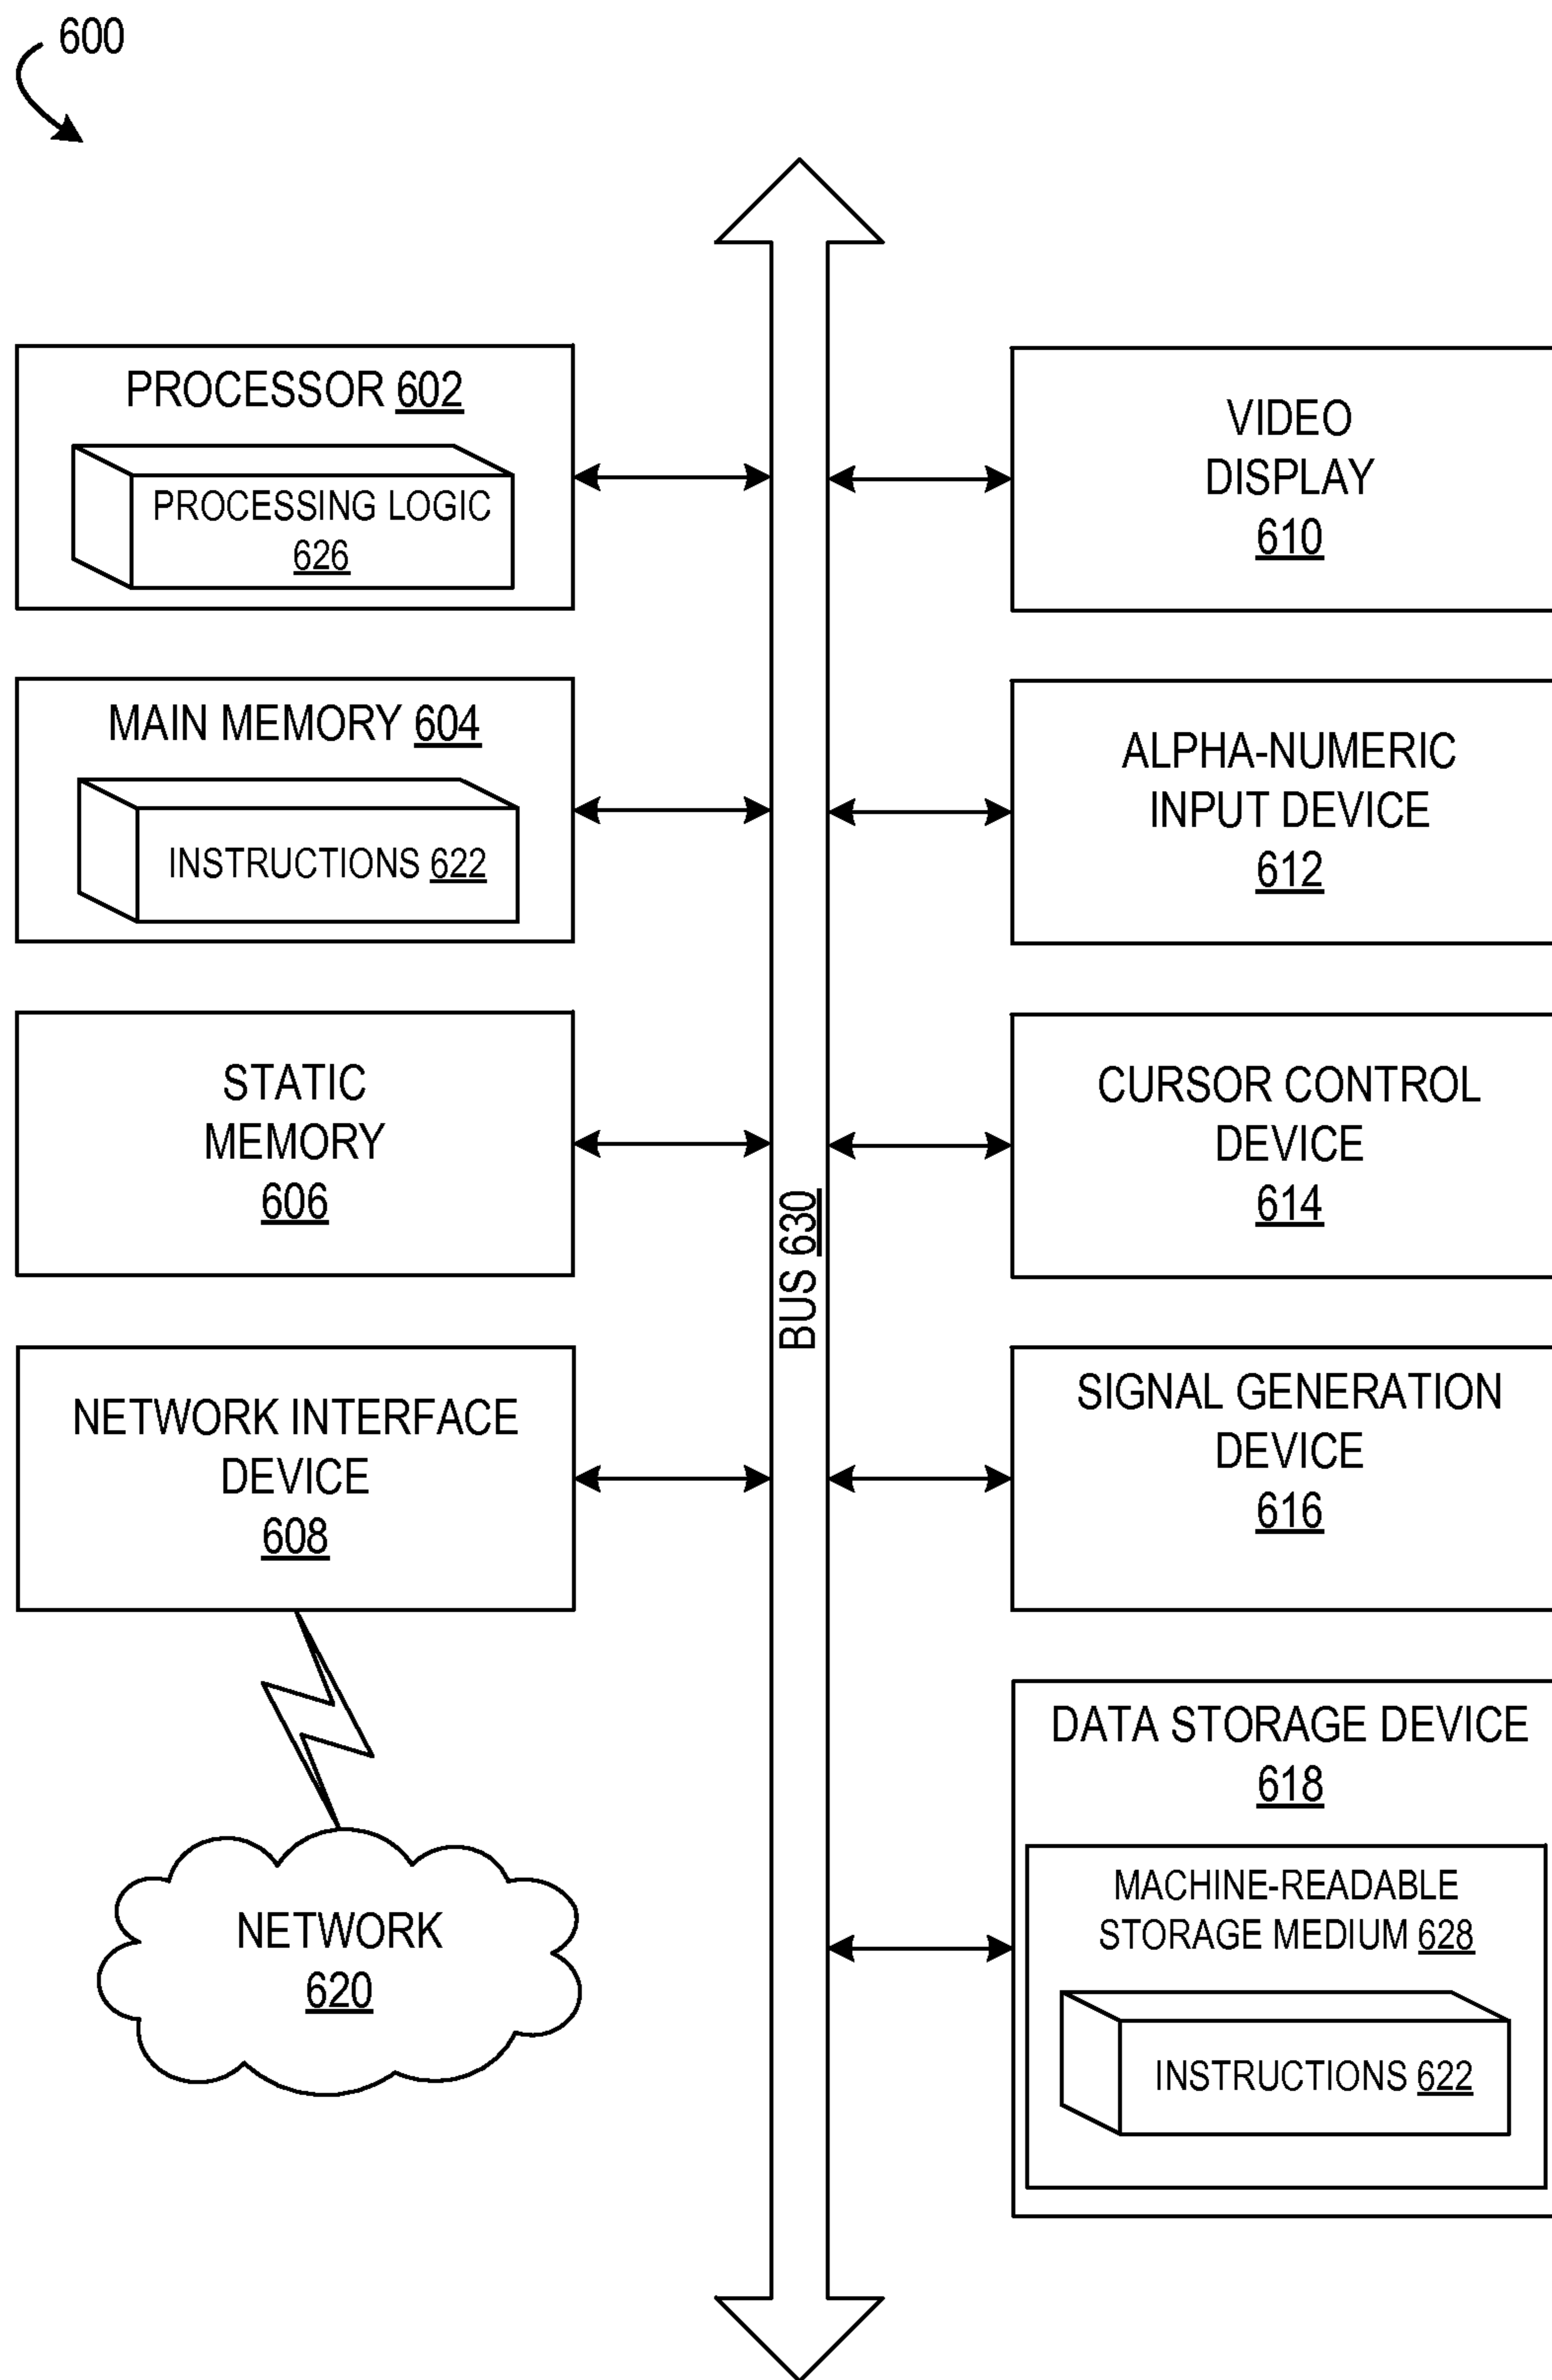 600
PROCESSOR 602
PROCESSING LOGIC
626
MAIN MEMORY 604
INSTRUCTIONS 622
STATIC
MEMORY
606
NETWORK INTERFACE
DEVICE
608
NETWORK
620
BUS 630
VIDEO
DISPLAY
610
ALPHA-NUMERIC
INPUT DEVICE
612
CURSOR CONTROL
DEVICE
614
SIGNAL GENERATION
DEVICE
616
DATA STORAGE DEVICE
618
MACHINE-READABLE
STORAGE MEDIUM 628
INSTRUCTIONS 622